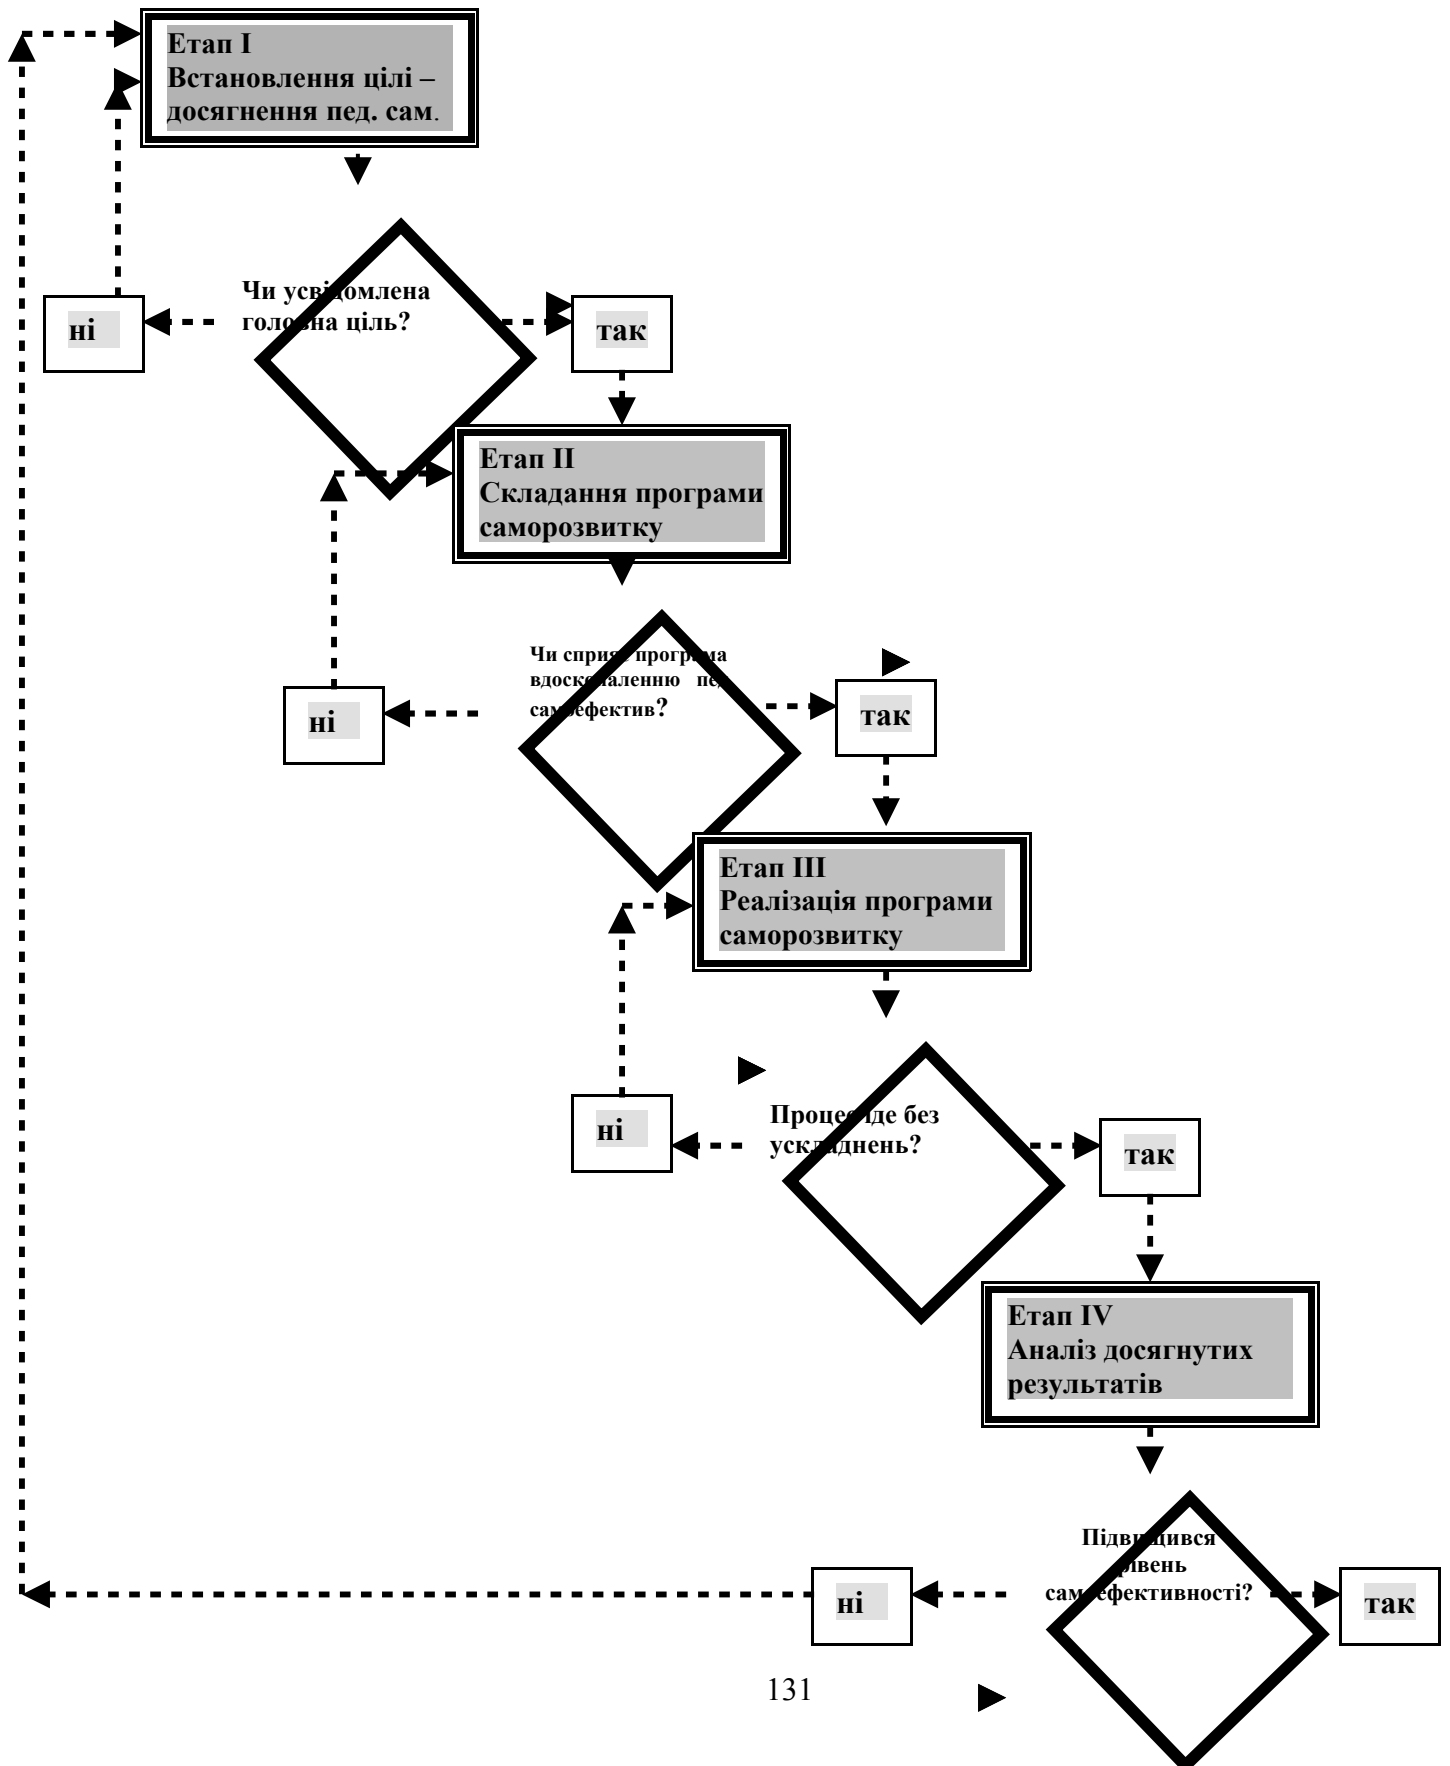 Етап I
Встановлення цілі –
досягнення пед. сам.
Чи усвідомлена
головна ціль?
ні
так
Етап II
Складання програми
саморозвитку
Чи сприяє програма
вдосконаленню пед
самоефектив?
ні
так
Етап III
Реалізація програми
саморозвитку
Процес іде без
ускладнень?
ні
так
Етап IV
Аналіз досягнутих
результатів
Підвищився
рівень
самоефективності?
ні
так
131